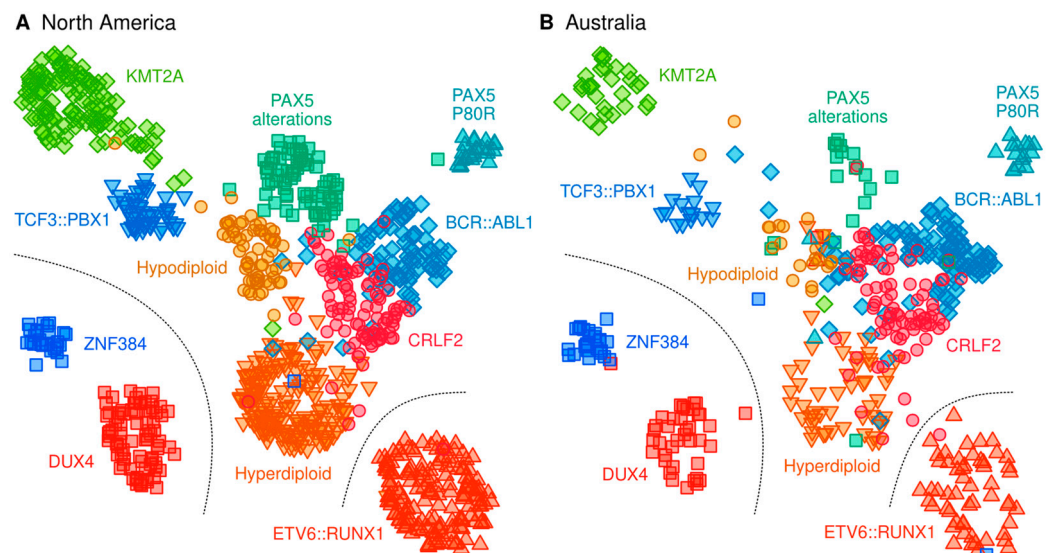 A North America
KMT2A
PAX5
alterations
PAX5
P80R
TCF3::PBX1
BCR::ABL1
Hypodiploid
ZNF384
CRLF2
DUX4
Hyperdiploid
ETV6::RUNX1
B Australia
KMT2A
PAX5
alterations
PAX5
P80R
TCF3::PBX1
BCR::ABL1
Hypodiploid
ZNF384
CRLF2
DUX4
Hyperdiploid
ETV6::RUNX1